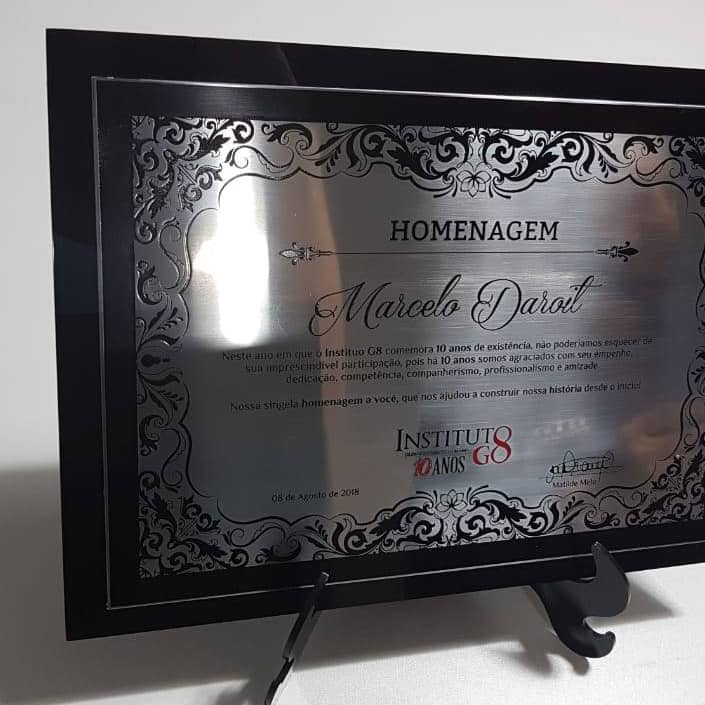 HOMENAGEM
Marcelo Daroit
Neste ano em que o Instituo G8 comemora 10 anos de existência, não poderíamos esquecer de
sua imprescindível participação, pois há 10 anos somos agraciados com seu empenho,
dedicação, competência, companherismo, profissionalismo e amizade
Nossa singela homenagem a você, que nos ajudou a construir nossa história desde o início!
INSTITUTO G8
10 ANOS
08 de Agosto de 2018
Matilde Melo